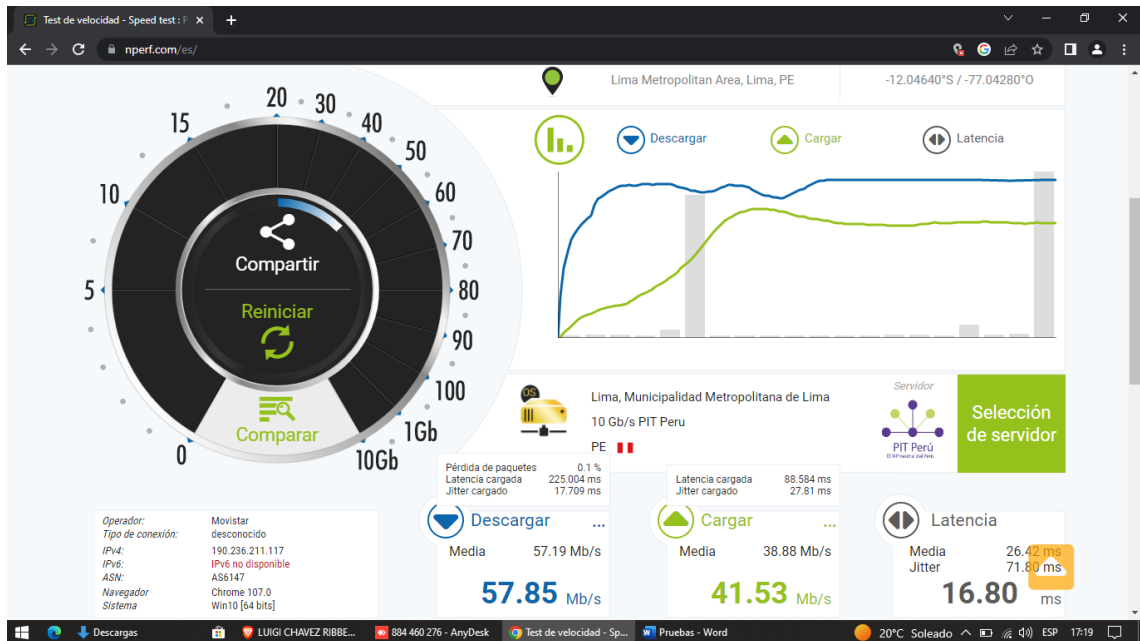 Test de velocidad - Speed test : P
nperf.com/es/
Lima Metropolitan Area, Lima, PE
-12.04640°S / -77.04280°O
0
5
10
15
20
30
40
50
60
70
80
90
100
1Gb
10Gb
Compartir
Reiniciar
Comparar
Descargar
Cargar
Latencia
OS
Lima, Municipalidad Metropolitana de Lima
10 Gb/s PIT Peru
PE
Servidor
PIT Perú
El IXP neutral del Perú
Selección
de servidor
Pérdida de paquetes 0.1 %
Latencia cargada 225.004 ms
Jitter cargado 17.709 ms
Latencia cargada 88.584 ms
Jitter cargado 27.81 ms
Operador: Movistar
Tipo de conexión: desconocido
IPv4: 190.236.211.117
IPv6: IPv6 no disponible
ASN: AS6147
Navegador Chrome 107.0
Sistema Win10 [64 bits]
Descargar ...
Media 57.19 Mb/s
57.85 Mb/s
Cargar ...
Media 38.88 Mb/s
41.53 Mb/s
Latencia
Media 26.42 ms
Jitter 71.80 ms
16.80 ms
Descargas
LUIGI CHAVEZ RIBBE...
884 460 276 - AnyDesk
Test de velocidad - Sp...
Pruebas - Word
20°C Soleado
ESP
17:19